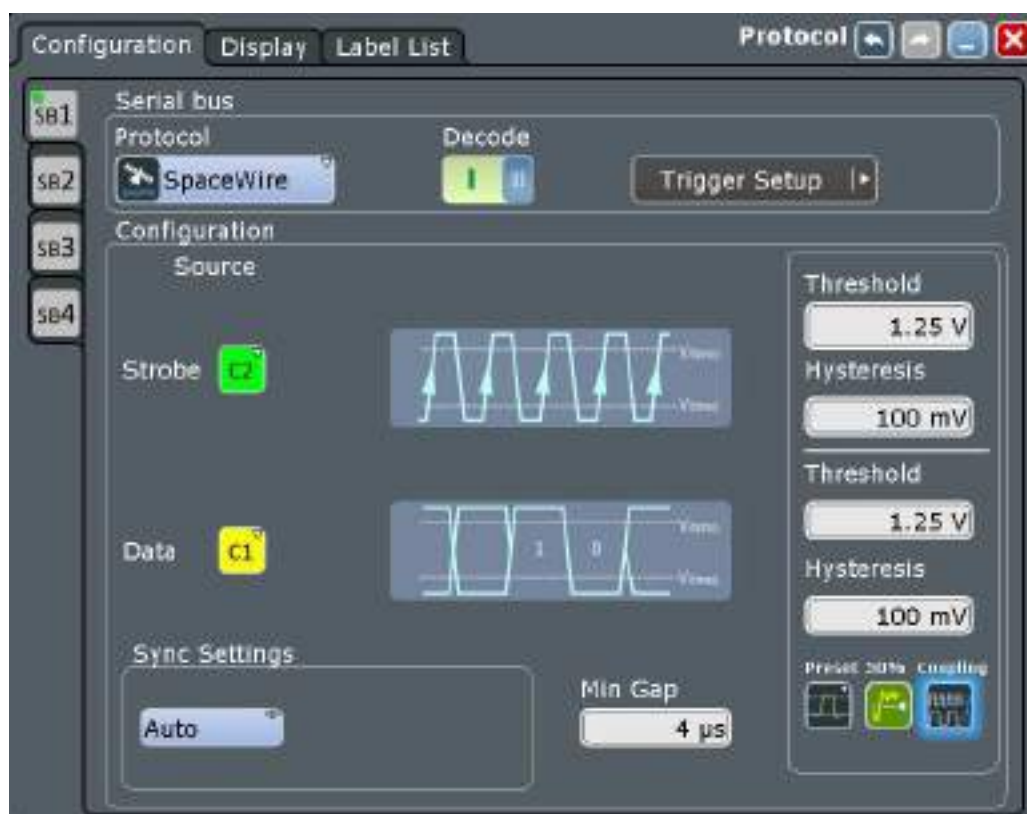 Configuration Display Label List Protocol
SB1
SB2
SB3
SB4
Serial bus
Protocol Decode
SpaceWire Trigger Setup
Configuration
Source
Strobe C2
Data C1
1 0
Threshold
1.25 V
Hysteresis
100 mV
Threshold
1.25 V
Hysteresis
100 mV
Preset 50% Coupling
Sync Settings
Auto
Min Gap
4 µs